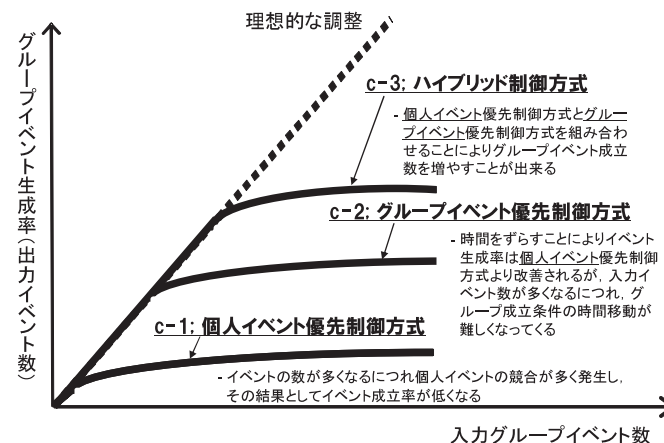 理想的な調整
グループイベント生成率(出力イベント数)
c-3; ハイブリッド制御方式
- 個人イベント優先制御方式とグルー
プイベント優先制御方式を組み合わ
せることによりグループイベント成立
数を増やすことが出来る
c-2; グループイベント優先制御方式
- 時間をずらすことによりイベント
生成率は個人イベント優先制御
方式より改善されるが，入力イ
ベント数が多くなるにつれ，グ
ループ成立条件の時間移動が
難しくなってくる
c-1; 個人イベント優先制御方式
- イベントの数が多くなるにつれ個人イベントの競合が多く発生し，
その結果としてイベント成立率が低くなる
入力グループイベント数